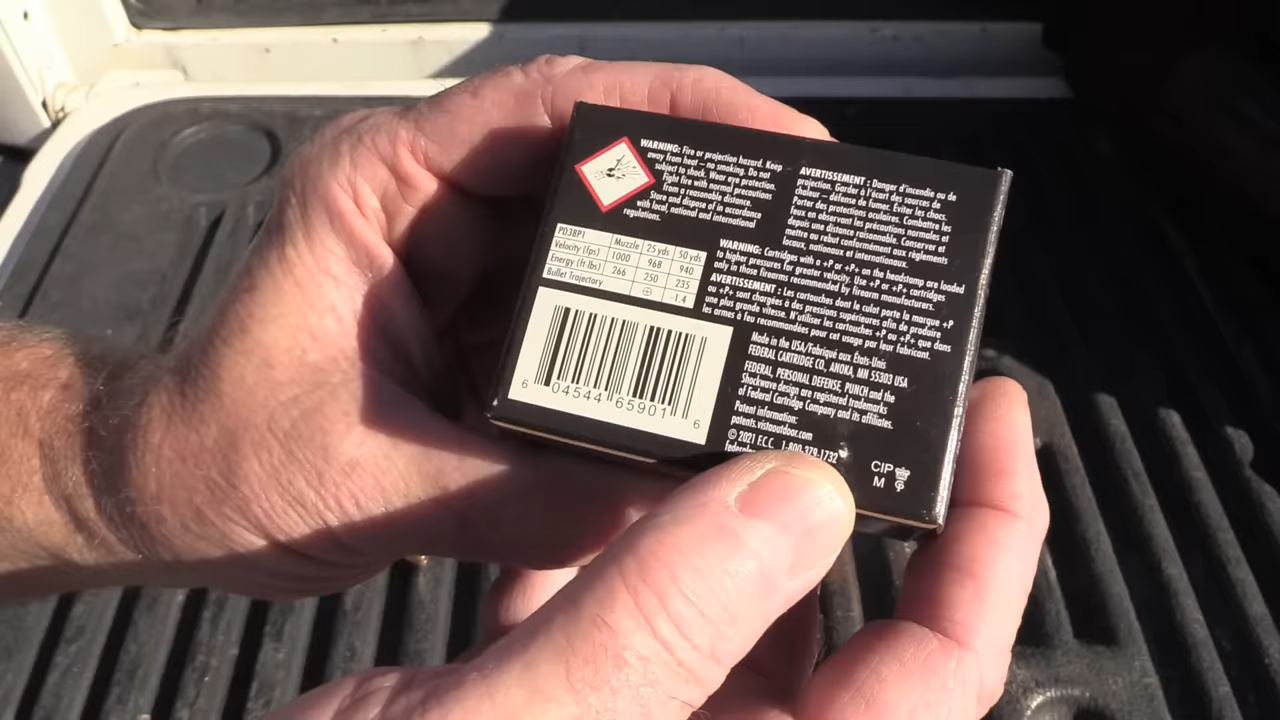 WARNING: Fire or projection hazard. Keep
away from heat – no smoking. Do not
subject to shock. Wear eye protection.
Fight fire with normal precautions
from a reasonable distance.
Store and dispose of in accordance
with local, national and international
regulations.
AVERTISSEMENT : Danger d'incendie ou de
projection. Garder à l'écart des sources de
chaleur – défense de fumer. Éviter les chocs.
Porter des protections oculaires. Combattre les
feux en observant les précautions normales et
depuis une distance raisonnable. Conserver et
mettre au rebut conformément aux règlements
locaux, nationaux et internationaux.
PD38P1 Muzzle 25 yds 50 yds
Velocity (fps) 1000 968 940
Energy (ft lbs) 266 250 235
Bullet Trajectory ⊕ -1.4
WARNING: Cartridges with a +P or +P+ on the headstamp are loaded
to higher pressures for greater velocity. Use +P or +P+ cartridges
only in those firearms recommended by firearm manufacturers.
AVERTISSEMENT : Les cartouches dont le culot porte la marque +P
ou +P+ sont chargées à des pressions supérieures afin de produire
une plus grande vitesse. N'utiliser les cartouches +P ou +P+ que dans
les armes à feu recommandées pour cet usage par leur fabricant.
6 04544 65901 6
Made in the USA/Fabriqué aux États-Unis
FEDERAL CARTRIDGE CO., ANOKA, MN 55303 USA
FEDERAL, PERSONAL DEFENSE, PUNCH and the
Shockwave design are registered trademarks
of Federal Cartridge Company and its affiliates.
Patent information:
patents.vistaoutdoor.com
© 2021 F.C.C. 1-800-379-1732
CIP
M